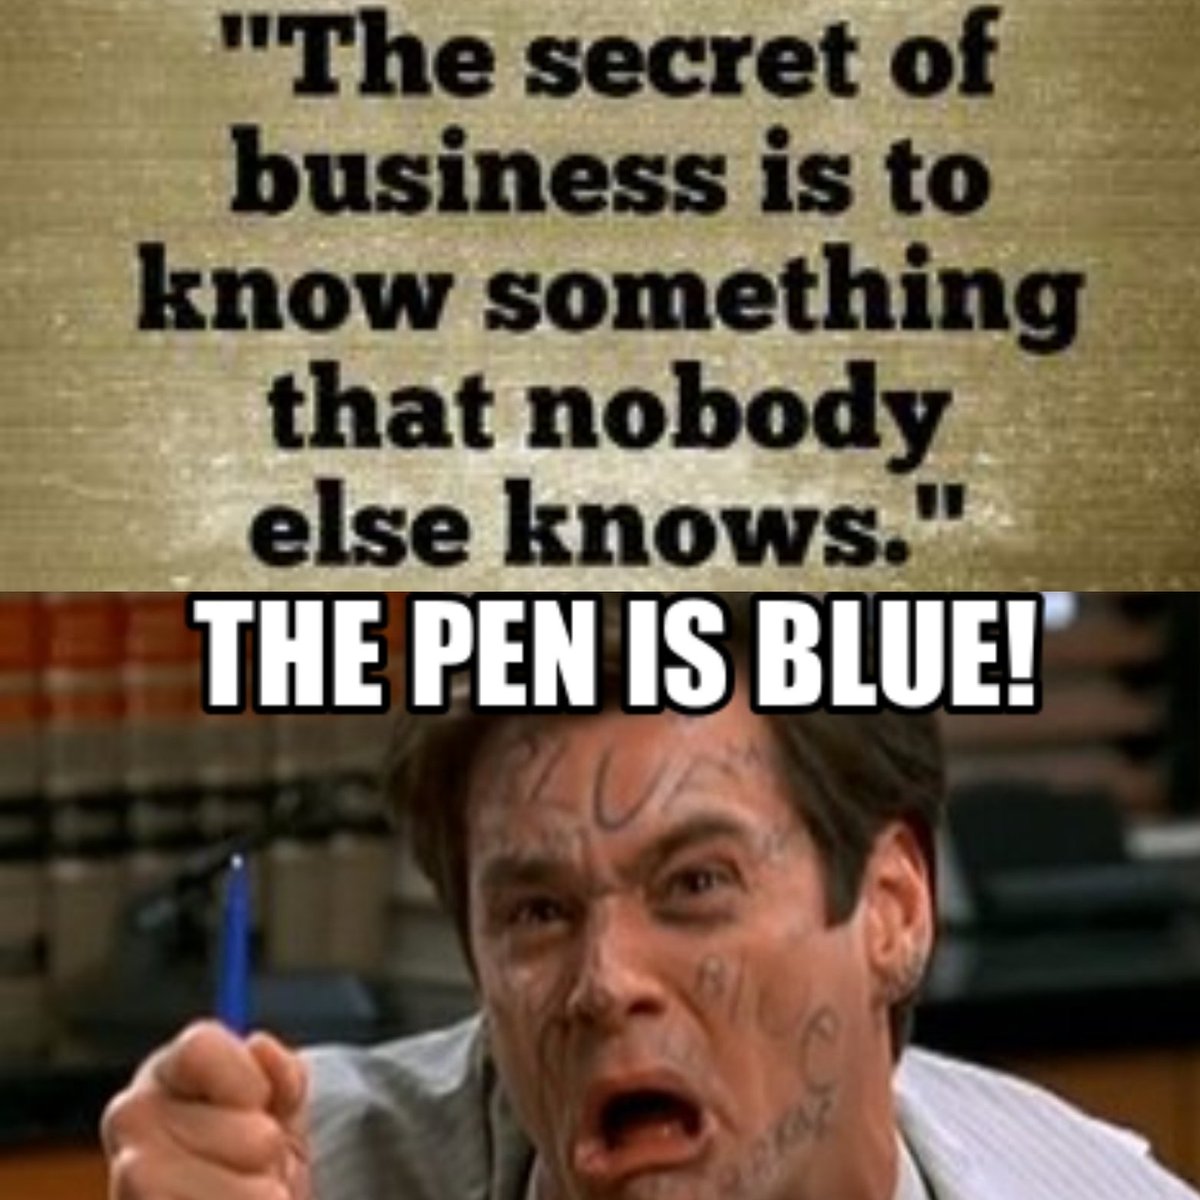 "The secret of
business is to
know something
that nobody
else knows."
THE PEN IS BLUE!